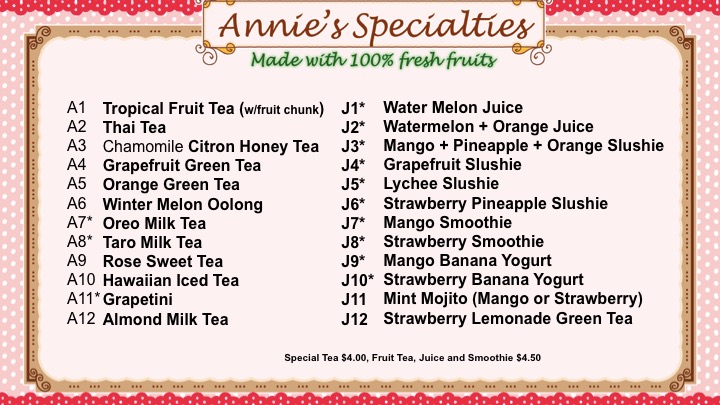 Annie's Specialties
Made with 100% fresh fruits
A1 Tropical Fruit Tea (w/fruit chunk)
A2 Thai Tea
A3 Chamomile Citron Honey Tea
A4 Grapefruit Green Tea
A5 Orange Green Tea
A6 Winter Melon Oolong
A7* Oreo Milk Tea
A8* Taro Milk Tea
A9 Rose Sweet Tea
A10 Hawaiian Iced Tea
A11* Grapetini
A12 Almond Milk Tea
J1* Water Melon Juice
J2* Watermelon + Orange Juice
J3* Mango + Pineapple + Orange Slushie
J4* Grapefruit Slushie
J5* Lychee Slushie
J6* Strawberry Pineapple Slushie
J7* Mango Smoothie
J8* Strawberry Smoothie
J9* Mango Banana Yogurt
J10* Strawberry Banana Yogurt
J11 Mint Mojito (Mango or Strawberry)
J12 Strawberry Lemonade Green Tea
Special Tea $4.00, Fruit Tea, Juice and Smoothie $4.50